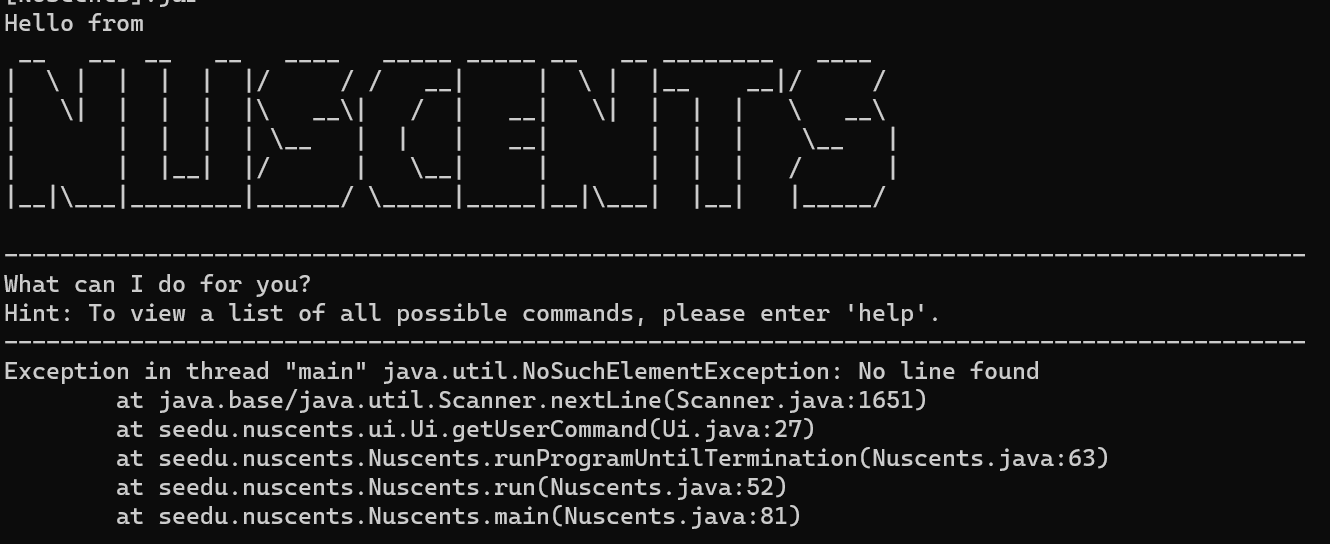 Hello from
NUSCENTS
--------------------------------------------------------------------------------------------
What can I do for you?
Hint: To view a list of all possible commands, please enter 'help'.
--------------------------------------------------------------------------------------------
Exception in thread "main" java.util.NoSuchElementException: No line found
at java.base/java.util.Scanner.nextLine(Scanner.java:1651)
at seedu.nuscents.ui.Ui.getUserCommand(Ui.java:27)
at seedu.nuscents.Nuscents.runProgramUntilTermination(Nuscents.java:63)
at seedu.nuscents.Nuscents.run(Nuscents.java:52)
at seedu.nuscents.Nuscents.main(Nuscents.java:81)